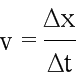 v = Δx / Δt